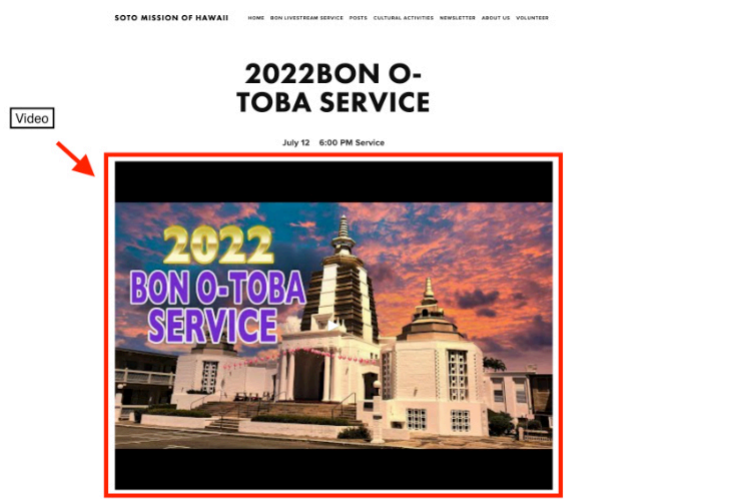 SOTO MISSION OF HAWAII HOME BON LIVESTREAM SERVICE POSTS CULTURAL ACTIVITIES NEWSLETTER ABOUT US VOLUNTEER
2022BON O-
TOBA SERVICE
Video
July 12 6:00 PM Service
2022
BON O-TOBA
SERVICE